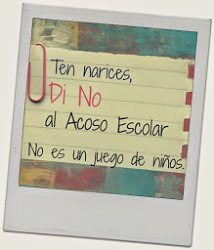 Ten narices,
Di No
al Acoso Escolar
No es un juego de niños.